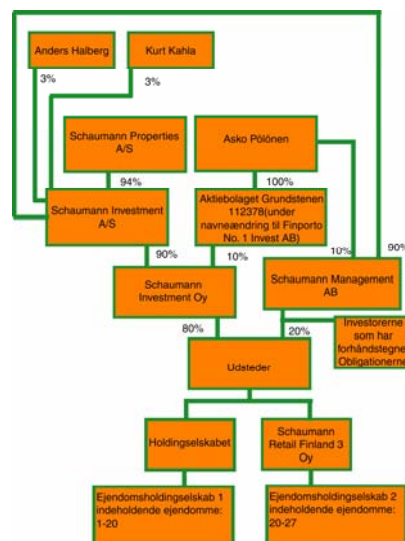 Anders Halberg
Kurt Kahla
3%
3%
Schaumann Properties
A/S
Asko Pölönen
94%
100%
Schaumann Investment
A/S
Aktiebolaget Grundstenen
112378(under
navneændring til Finporto
No. 1 Invest AB)
90%
10%
10%
90%
Schaumann
Investment Oy
Schaumann Management
AB
80%
20%
Investorerne
som har
forhåndstegnet
Obligationerne
Udsteder
Holdingselskabet
Schaumann
Retail Finland 3
Oy
Ejendomsholdingselskab 1
indeholdende ejendomme:
1-20
Ejendomsholdingselskab 2
indeholdende ejendomme:
20-27